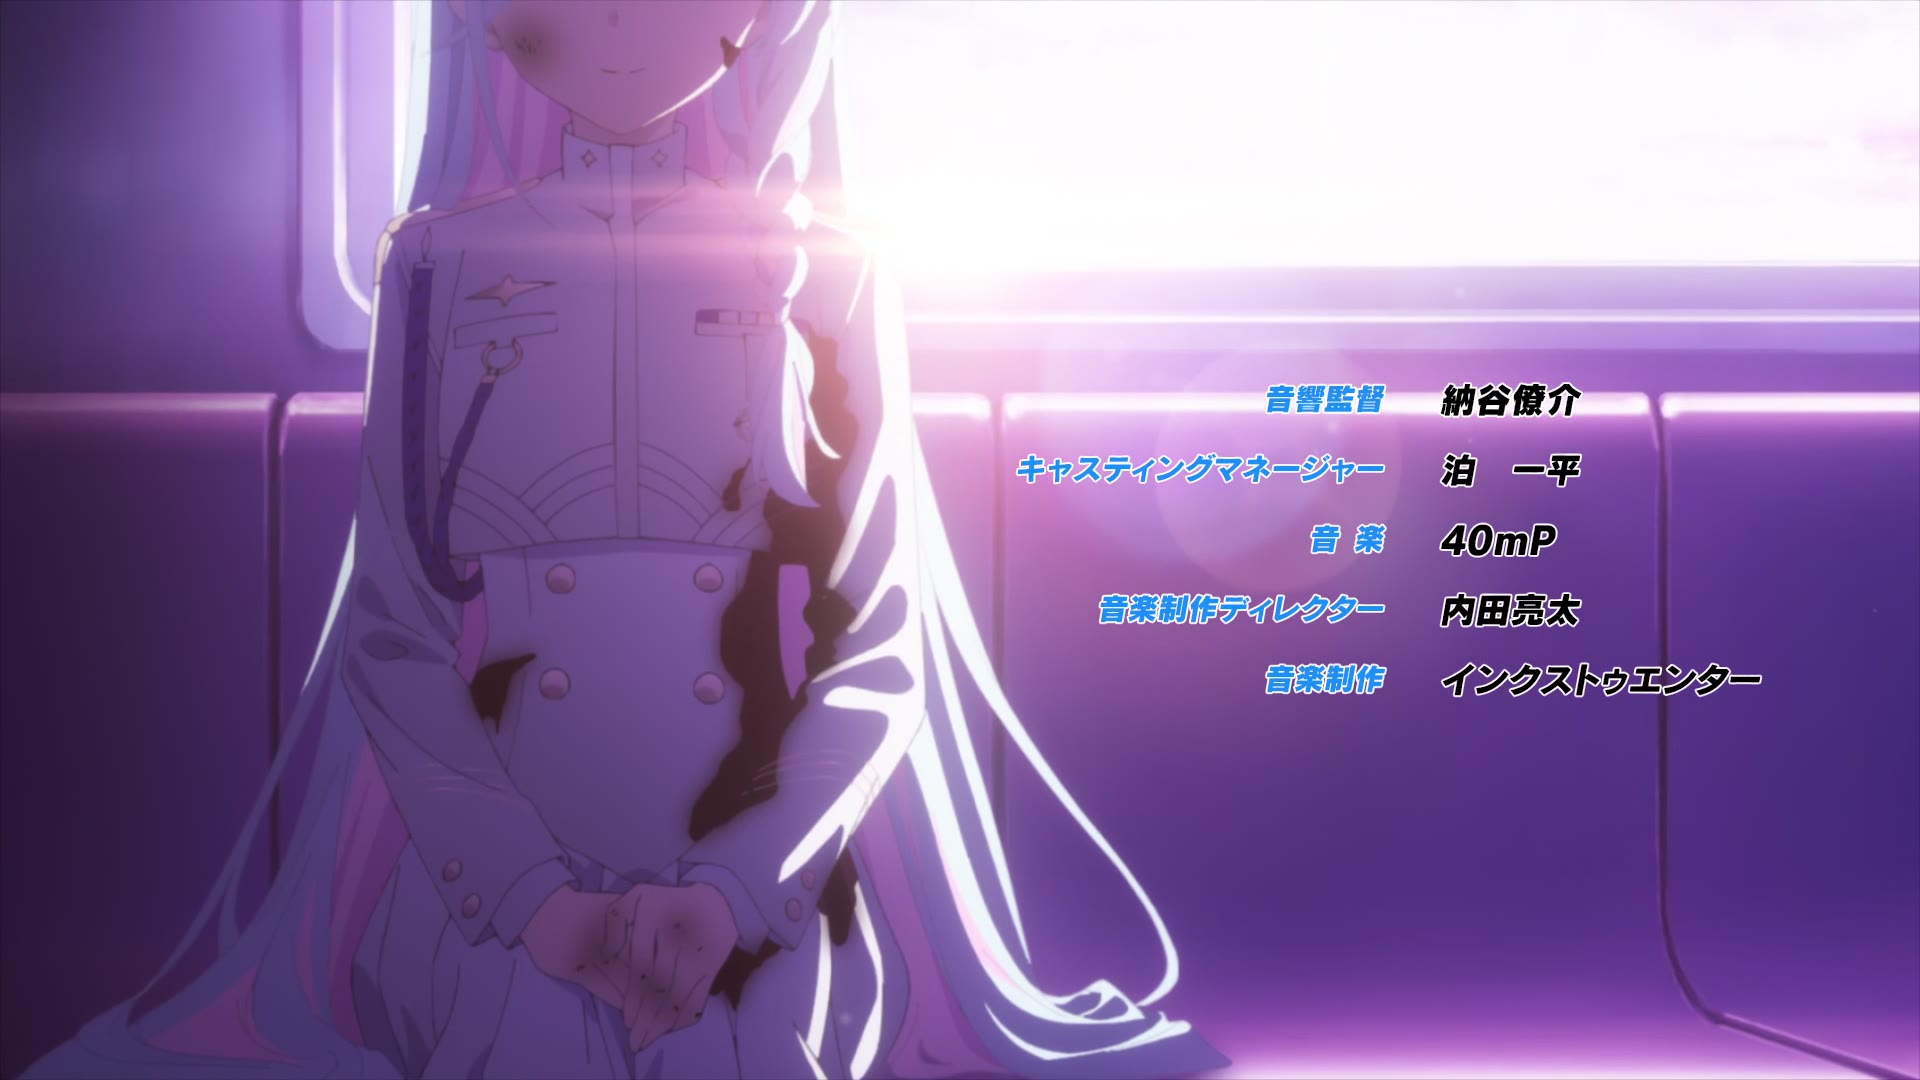 音響監督 納谷僚介
キャスティングマネージャー 泊　一平
音 楽 40mP
音楽制作ディレクター 内田亮太
音楽制作 インクストゥエンター